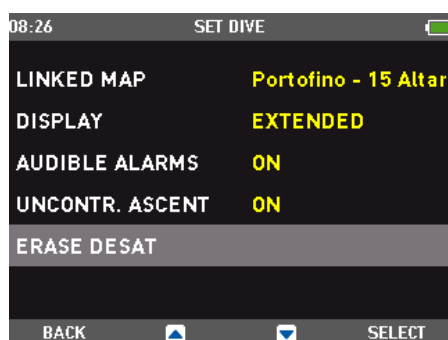 08:26 SET DIVE
LINKED MAP Portofino - 15 Altar
DISPLAY EXTENDED
AUDIBLE ALARMS ON
UNCONTR. ASCENT ON
ERASE DESAT
BACK SELECT